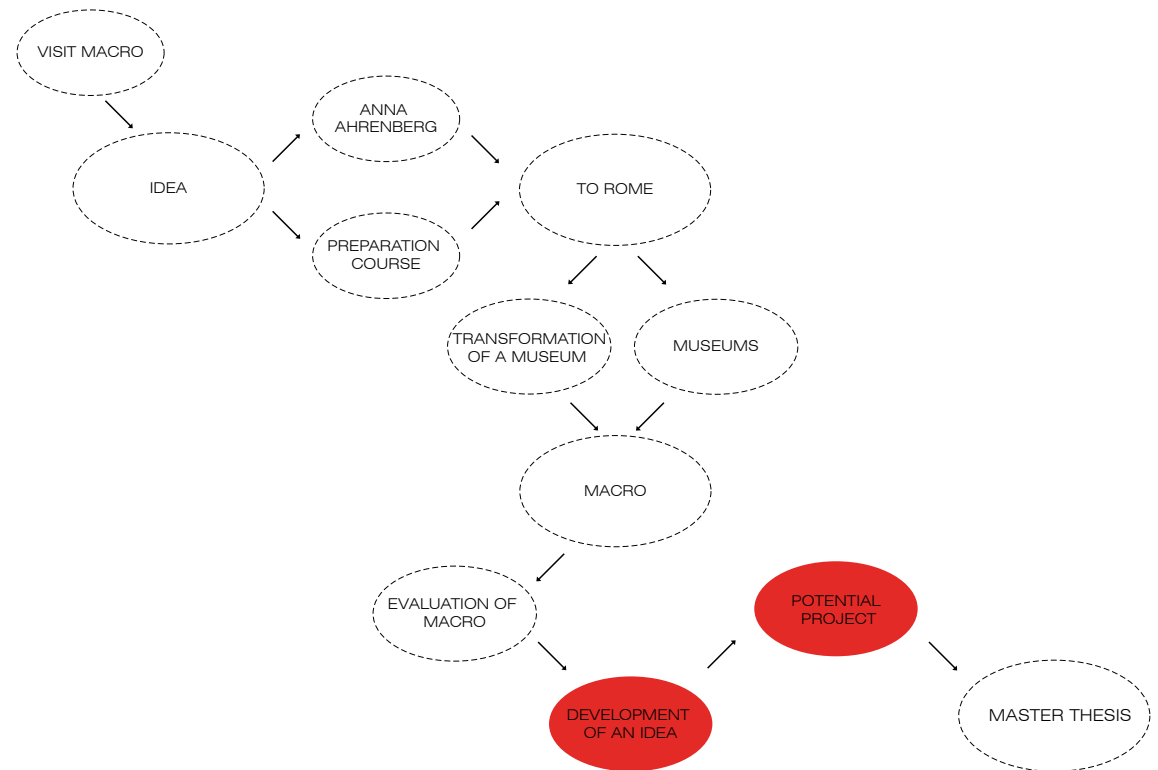 VISIT MACRO
IDEA
ANNA
AHRENBERG
PREPARATION
COURSE
TO ROME
TRANSFORMATION
OF A MUSEUM
MUSEUMS
MACRO
EVALUATION OF
MACRO
DEVELOPMENT
OF AN IDEA
POTENTIAL
PROJECT
MASTER THESIS